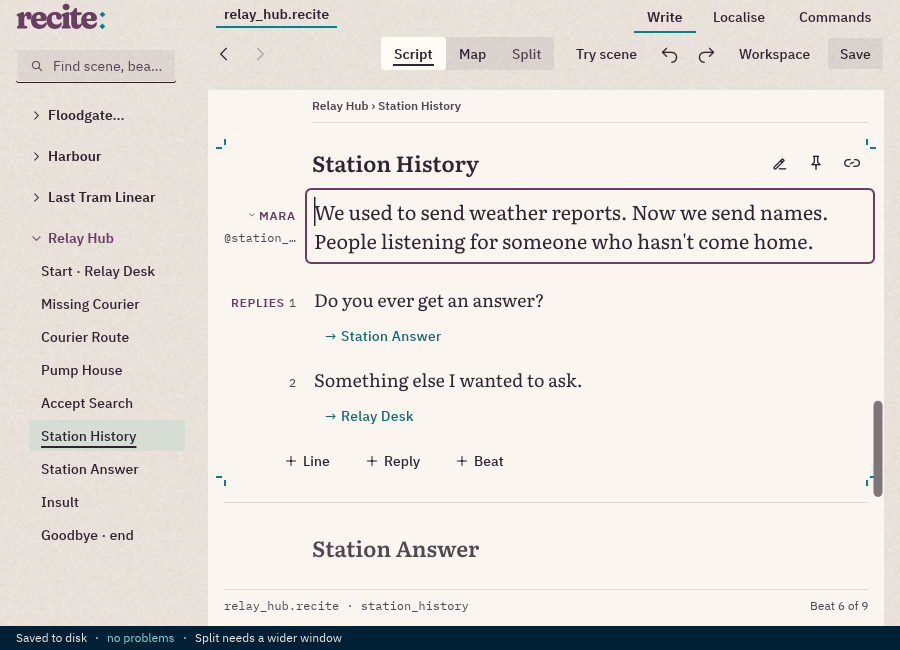 recite:
relay_hub.recite
Write
Localise
Commands
Find scene, bea...
Script
Map
Split
Try scene
Workspace
Save
Floodgate...
Harbour
Last Tram Linear
Relay Hub
Start · Relay Desk
Missing Courier
Courier Route
Pump House
Accept Search
Station History
Station Answer
Insult
Goodbye · end
Relay Hub › Station History
Station History
MARA
@station_…
We used to send weather reports. Now we send names.
People listening for someone who hasn't come home.
REPLIES 1
Do you ever get an answer?
→ Station Answer
2
Something else I wanted to ask.
→ Relay Desk
+ Line
+ Reply
+ Beat
Station Answer
relay_hub.recite · station_history
Beat 6 of 9
Saved to disk · no problems · Split needs a wider window